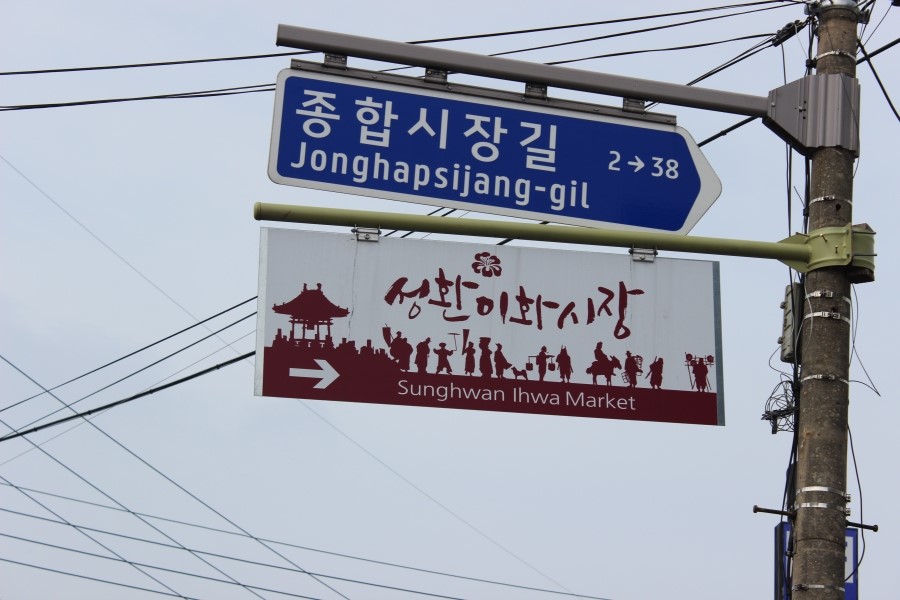 종합시장길
Jonghapsijang-gil
2→38
성환이화시장
Sunghwan Ihwa Market